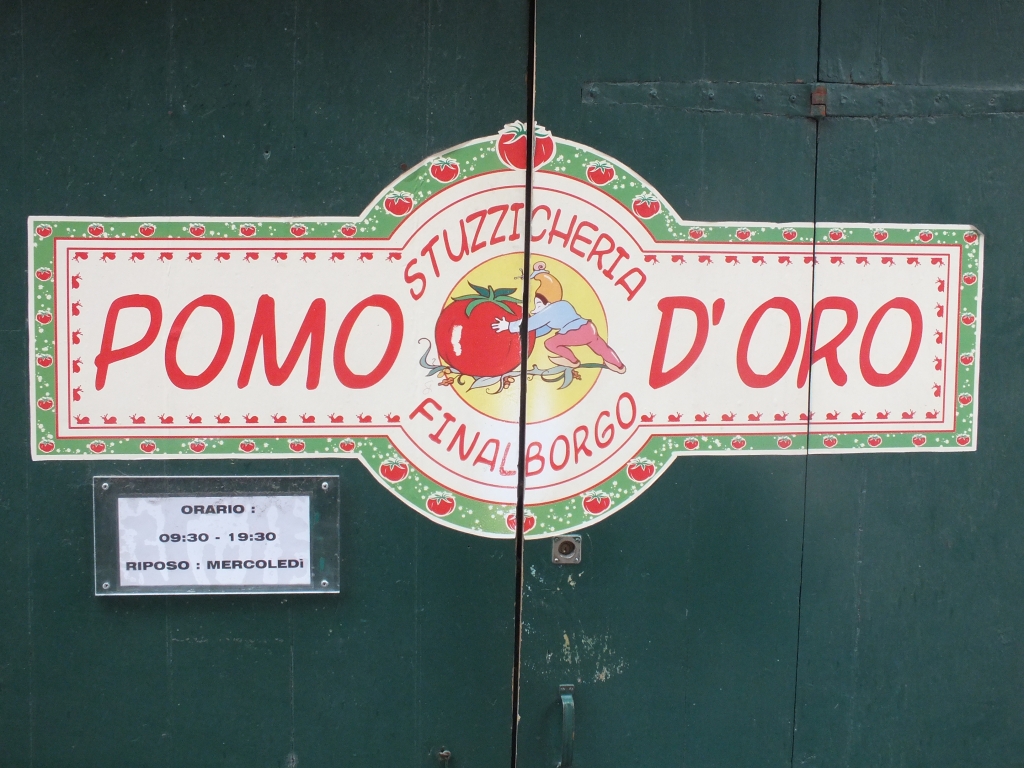 STUZZICHERIA
POMO D'ORO
FINALBORGO
ORARIO :
09:30 - 19:30
RIPOSO : MERCOLEDì